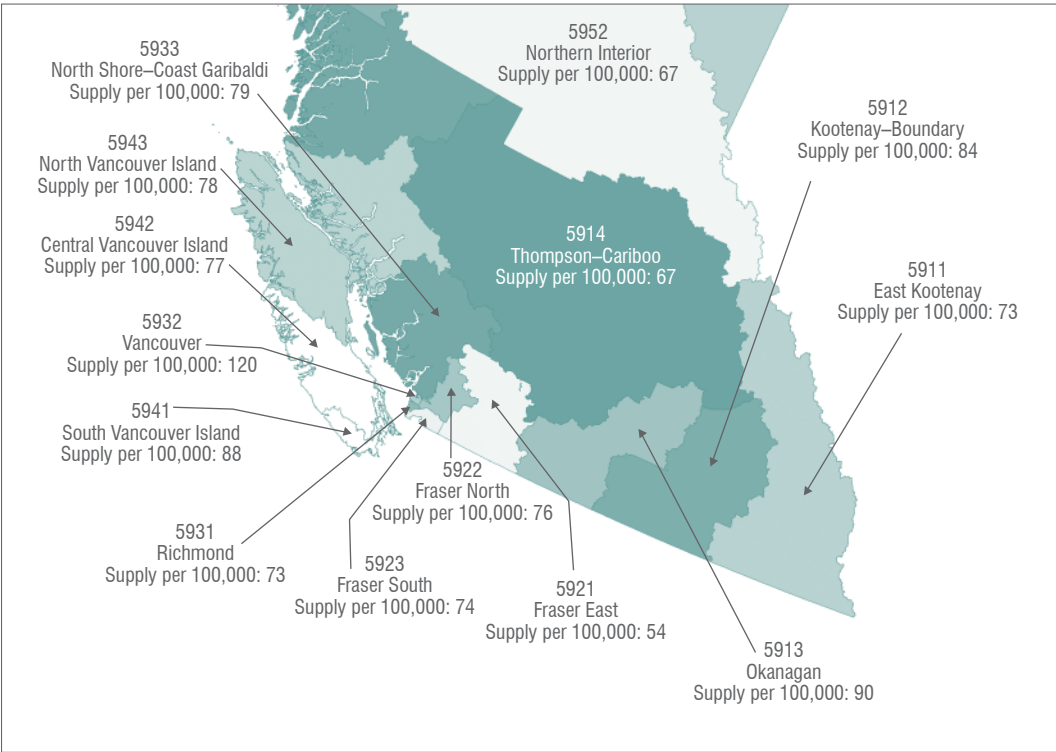 5933
North Shore–Coast Garibaldi
Supply per 100,000: 79
5952
Northern Interior
Supply per 100,000: 67
5912
Kootenay–Boundary
Supply per 100,000: 84
5943
North Vancouver Island
Supply per 100,000: 78
5942
Central Vancouver Island
Supply per 100,000: 77
5914
Thompson–Cariboo
Supply per 100,000: 67
5911
East Kootenay
Supply per 100,000: 73
5932
Vancouver
Supply per 100,000: 120
5941
South Vancouver Island
Supply per 100,000: 88
5922
Fraser North
Supply per 100,000: 76
5931
Richmond
Supply per 100,000: 73
5923
Fraser South
Supply per 100,000: 74
5921
Fraser East
Supply per 100,000: 54
5913
Okanagan
Supply per 100,000: 90